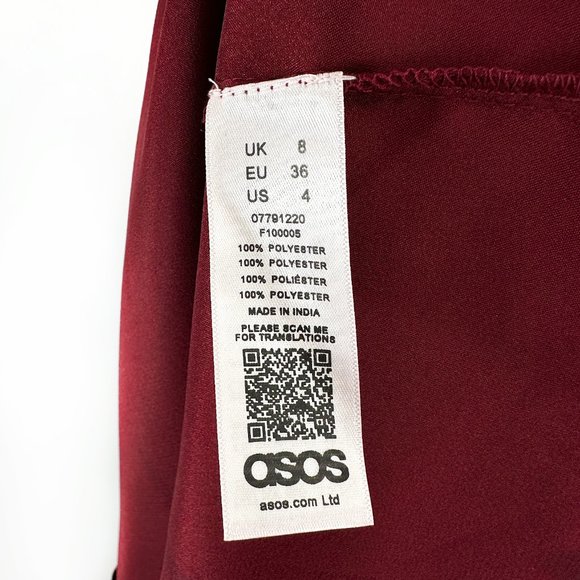 UK 8
EU 36
US 4
07791220
F100005
100% POLYESTER
100% POLYESTER
100% POLIÉSTER
100% POLYESTER
MADE IN INDIA
PLEASE SCAN ME
FOR TRANSLATIONS
asos
asos.com Ltd